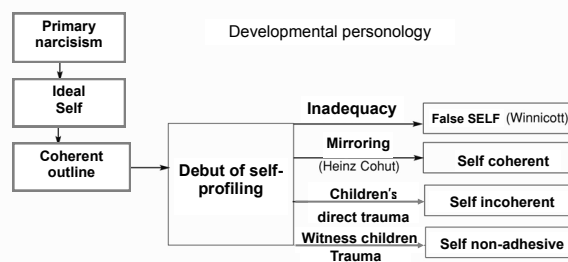 Developmental personology
Primary
narcisism
Ideal
Self
Coherent
outline
Debut of self-
profiling
Inadequacy
False SELF (Winnicott)
Mirroring
(Heinz Cohut)
Self coherent
Children's
direct trauma
Self incoherent
Witness children
Trauma
Self non-adhesive